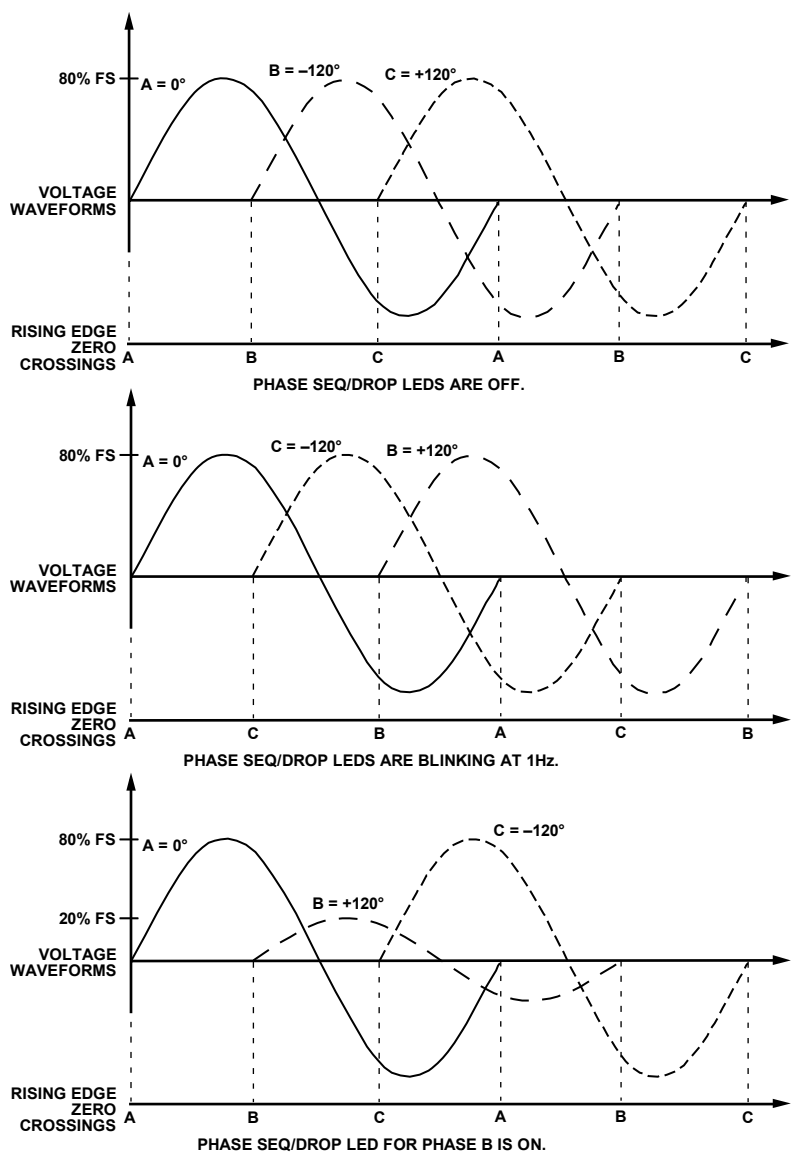 80% FS
A = 0°
B = –120°
C = +120°
VOLTAGE
WAVEFORMS
RISING EDGE
ZERO
CROSSINGS
A B C A B C
PHASE SEQ/DROP LEDS ARE OFF.
80% FS
A = 0°
C = –120°
B = +120°
VOLTAGE
WAVEFORMS
RISING EDGE
ZERO
CROSSINGS
A C B A C B
PHASE SEQ/DROP LEDS ARE BLINKING AT 1Hz.
80% FS
A = 0°
C = –120°
20% FS
B = +120°
VOLTAGE
WAVEFORMS
RISING EDGE
ZERO
CROSSINGS
A B C A B C
PHASE SEQ/DROP LED FOR PHASE B IS ON.